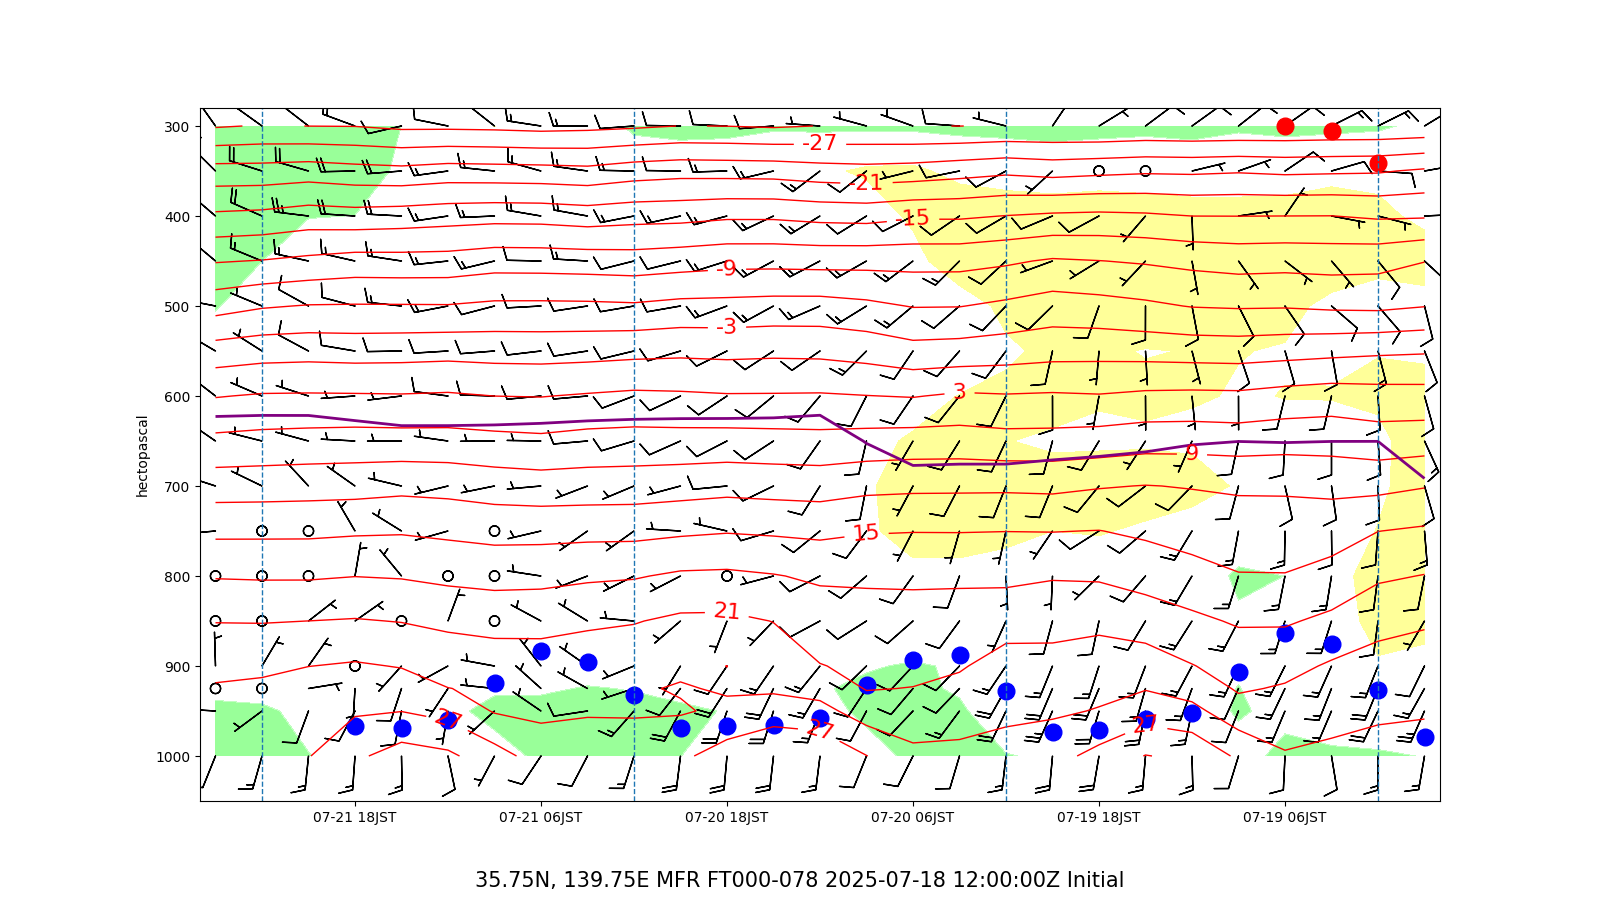 300
400
500
600
700
800
900
1000
hectopascal
-27
-21
-15
-9
-3
3
9
15
21
27
27
27
07-21 18JST
07-21 06JST
07-20 18JST
07-20 06JST
07-19 18JST
07-19 06JST
35.75N, 139.75E MFR FT000-078 2025-07-18 12:00:00Z Initial